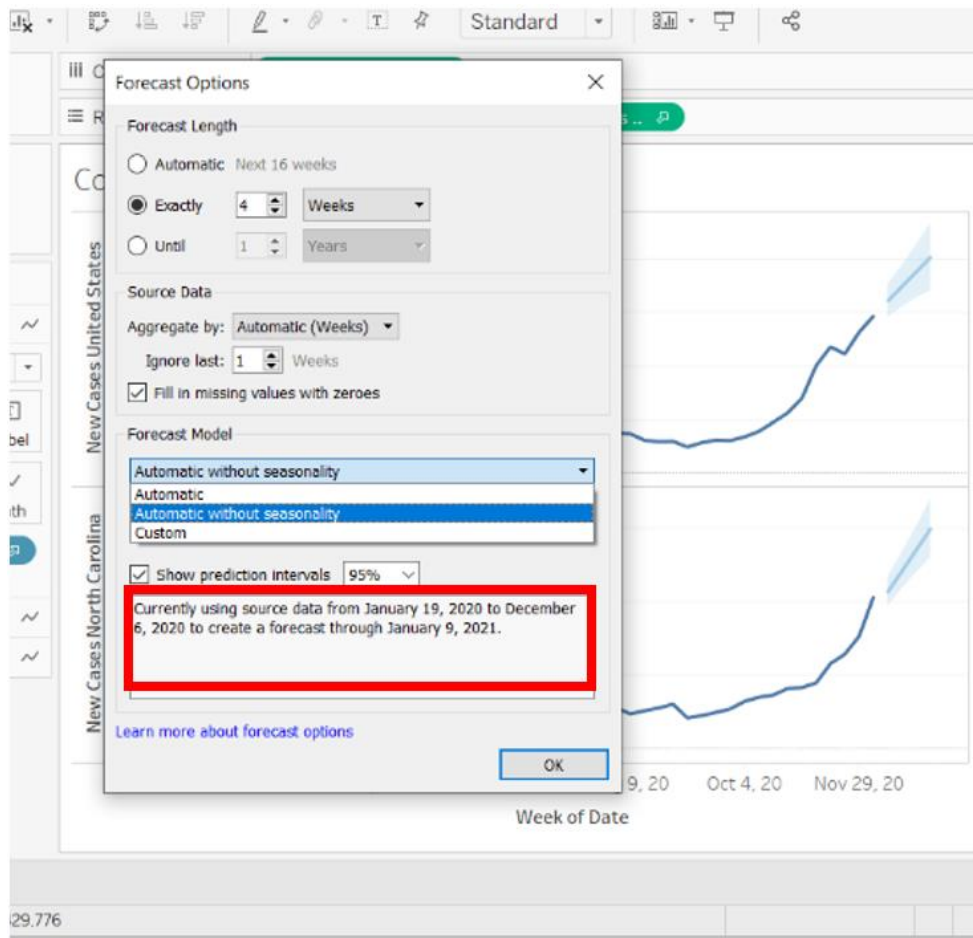 Standard
Forecast Options
Forecast Length
Automatic Next 16 weeks
Exactly 4 Weeks
Until 1 Years
Source Data
Aggregate by: Automatic (Weeks)
Ignore last: 1 Weeks
Fill in missing values with zeroes
Forecast Model
Automatic without seasonality
Automatic
Automatic without seasonality
Custom
Show prediction intervals 95%
Currently using source data from January 19, 2020 to December
6, 2020 to create a forecast through January 9, 2021.
Learn more about forecast options
OK
New Cases United States
New Cases North Carolina
9, 20 Oct 4, 20 Nov 29, 20
Week of Date
29.776